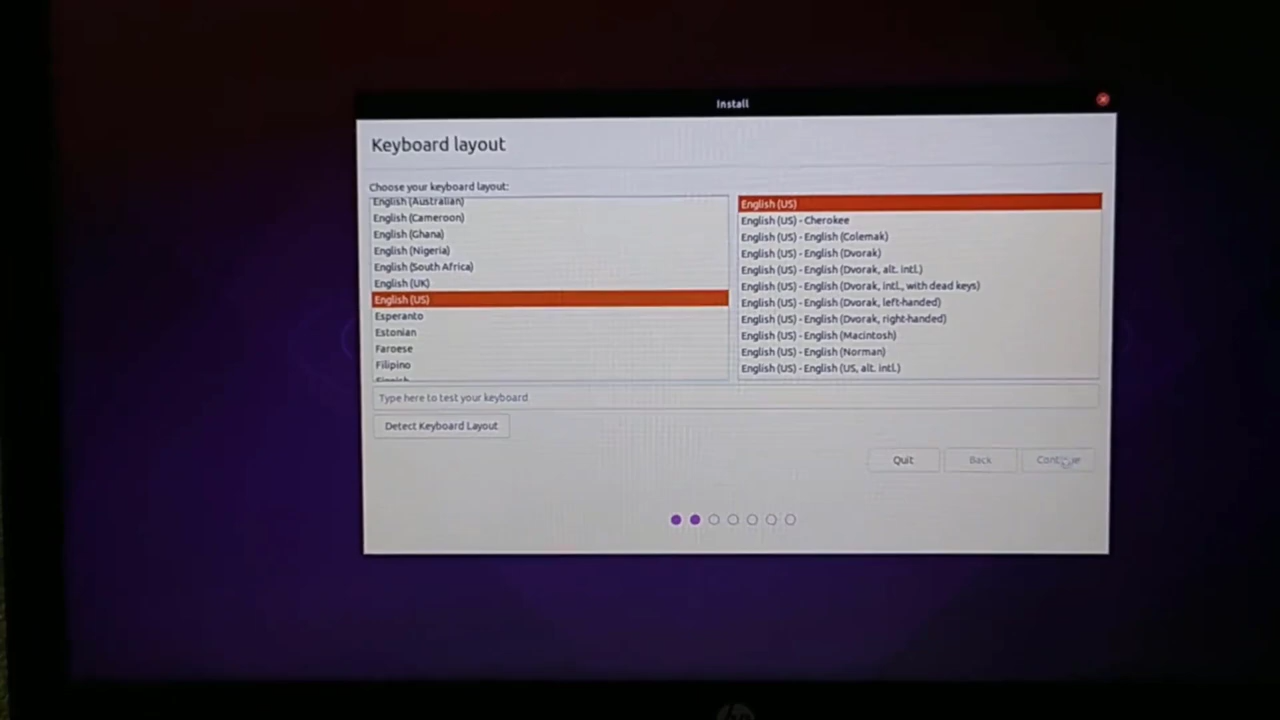 Install
Keyboard layout
Choose your keyboard layout:
English (Australian)
English (Cameroon)
English (Ghana)
English (Nigeria)
English (South Africa)
English (UK)
English (US)
Esperanto
Estonian
Faroese
Filipino
English (US)
English (US) - Cherokee
English (US) - English (Colemak)
English (US) - English (Dvorak)
English (US) - English (Dvorak, alt. intl.)
English (US) - English (Dvorak, intl., with dead keys)
English (US) - English (Dvorak, left-handed)
English (US) - English (Dvorak, right-handed)
English (US) - English (Macintosh)
English (US) - English (Norman)
English (US) - English (US, alt. intl.)
Type here to test your keyboard
Detect Keyboard Layout
Quit
Back
Continue
hp